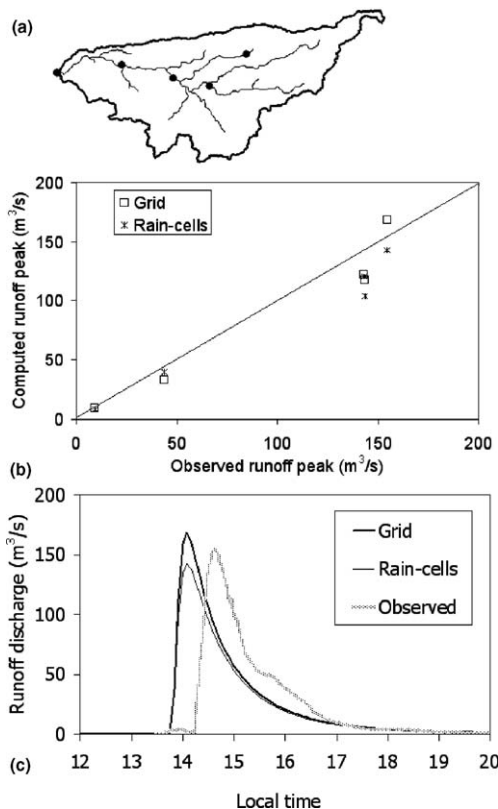 (a)
200
150
100
50
0
Computed runoff peak (m³/s)
Grid
Rain-cells
0 50 100 150 200
(b)
Observed runoff peak (m³/s)
200
150
100
50
0
Runoff discharge (m³/s)
Grid
Rain-cells
Observed
12 13 14 15 16 17 18 19 20
(c)
Local time